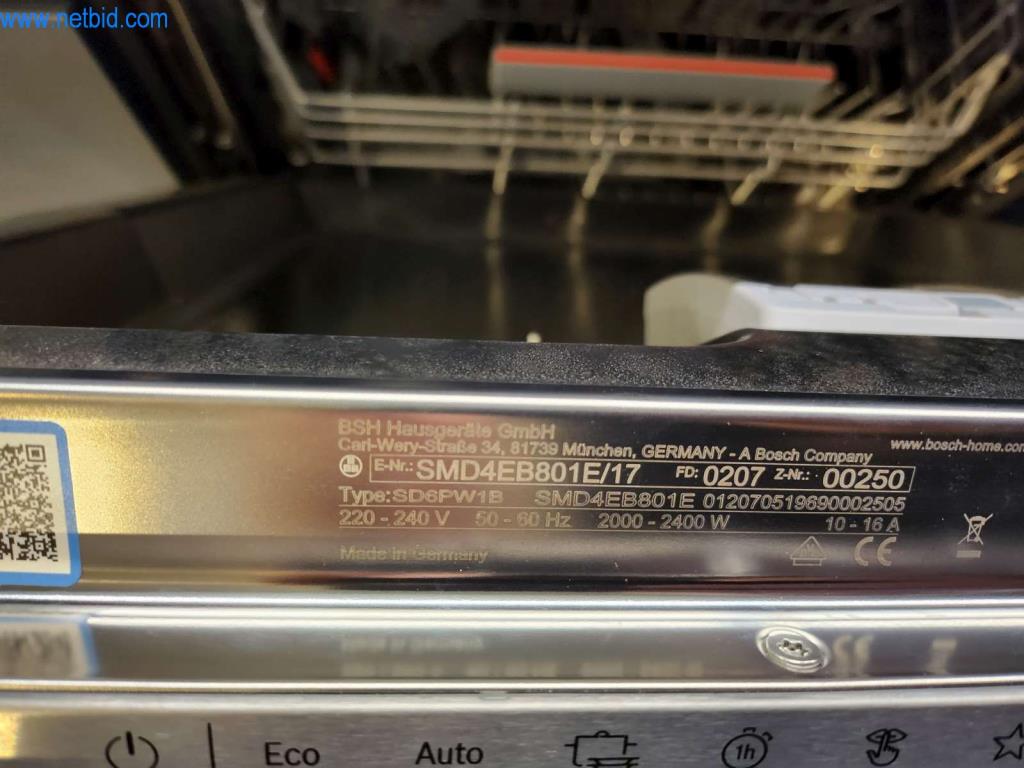 www.netbid.com
BSH Hausgeräte GmbH
Carl-Wery-Straße 34, 81739 München, GERMANY - A Bosch Company
www.bosch-home.com
E-Nr.: SMD4EB801E/17 FD: 0207 Z-Nr.: 00250
Type: SD6PW1B SMD4EB801E 012070519690002505
220 - 240 V 50 - 60 Hz 2000 - 2400 W 10 - 16 A
Made in Germany
CE
Eco Auto 1h